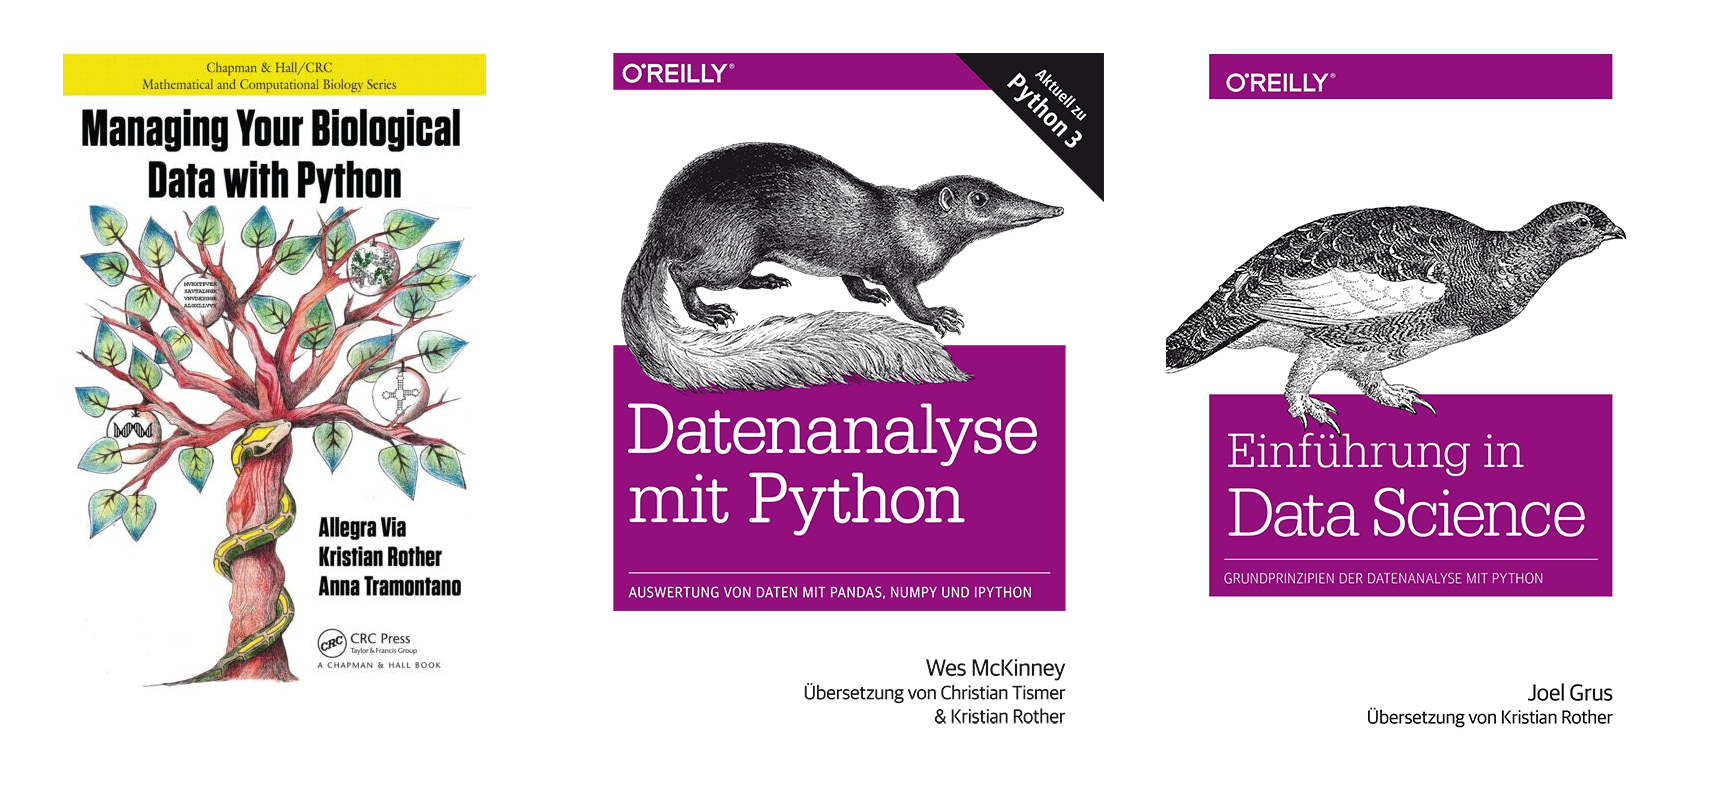 Chapman & Hall/CRC
Mathematical and Computational Biology Series
Managing Your Biological
Data with Python
Allegra Via
Kristian Rother
Anna Tramontano
CRC
CRC Press
Taylor & Francis Group
A CHAPMAN & HALL BOOK
O'REILLY®
Aktuell zu
Python 3
Datenanalyse
mit Python
AUSWERTUNG VON DATEN MIT PANDAS, NUMPY UND IPYTHON
Wes McKinney
Übersetzung von Christian Tismer
& Kristian Rother
O'REILLY®
Einführung in
Data Science
GRUNDPRINZIPIEN DER DATENANALYSE MIT PYTHON
Joel Grus
Übersetzung von Kristian Rother